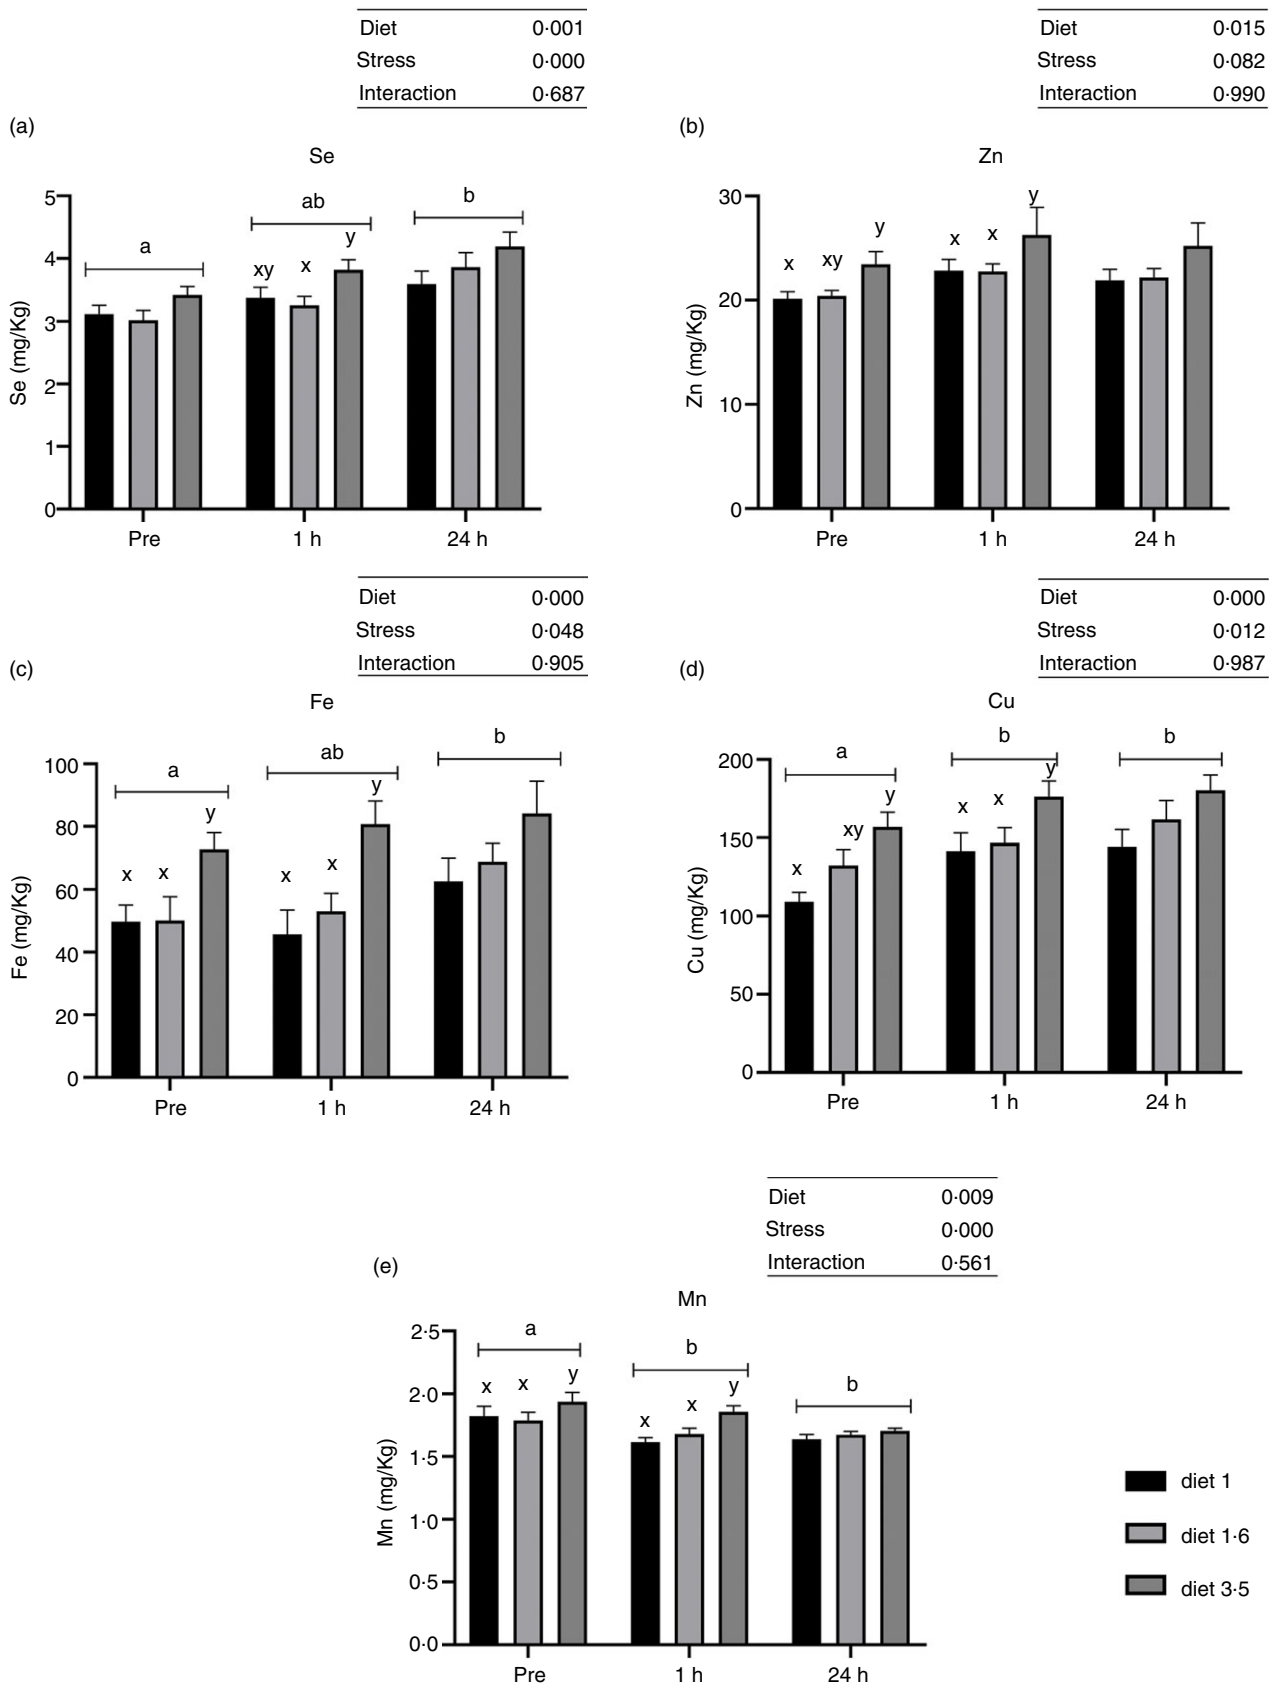 Diet 0·001
Stress 0·000
Interaction 0·687
(a)
Se
5
4
3
2
1
0
Se (mg/Kg)
a
ab
b
xy
x
y
Pre
1 h
24 h
Diet 0·015
Stress 0·082
Interaction 0·990
(b)
Zn
30
20
10
0
Zn (mg/Kg)
x
xy
y
x
x
y
Pre
1 h
24 h
Diet 0·000
Stress 0·048
Interaction 0·905
(c)
Fe
100
80
60
40
20
0
Fe (mg/Kg)
a
ab
b
x
x
y
x
x
y
Pre
1 h
24 h
Diet 0·000
Stress 0·012
Interaction 0·987
(d)
Cu
200
150
100
50
0
Cu (mg/Kg)
a
b
b
x
xy
y
x
x
y
Pre
1 h
24 h
Diet 0·009
Stress 0·000
Interaction 0·561
(e)
Mn
2·5
2·0
1·5
1·0
0·5
0·0
Mn (mg/Kg)
a
b
b
x
x
y
x
x
y
Pre
1 h
24 h
diet 1
diet 1·6
diet 3·5